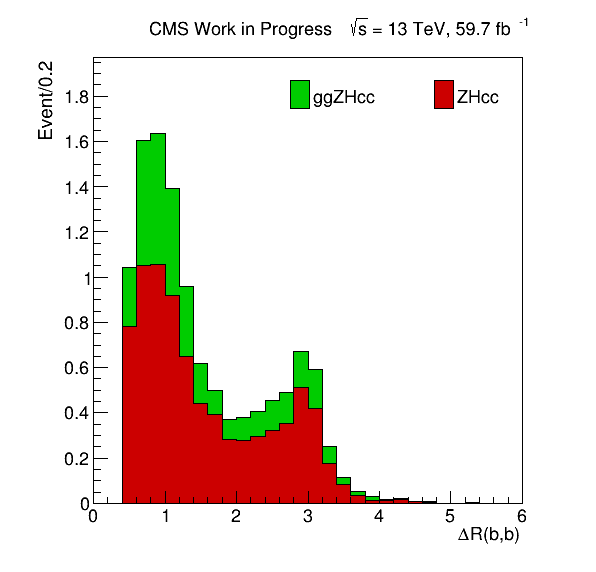 CMS Work in Progress √s = 13 TeV, 59.7 fb⁻¹
Event/0.2
ggZHcc ZHcc
1.8
1.6
1.4
1.2
1
0.8
0.6
0.4
0.2
0
0 1 2 3 4 5 6
ΔR(b,b)